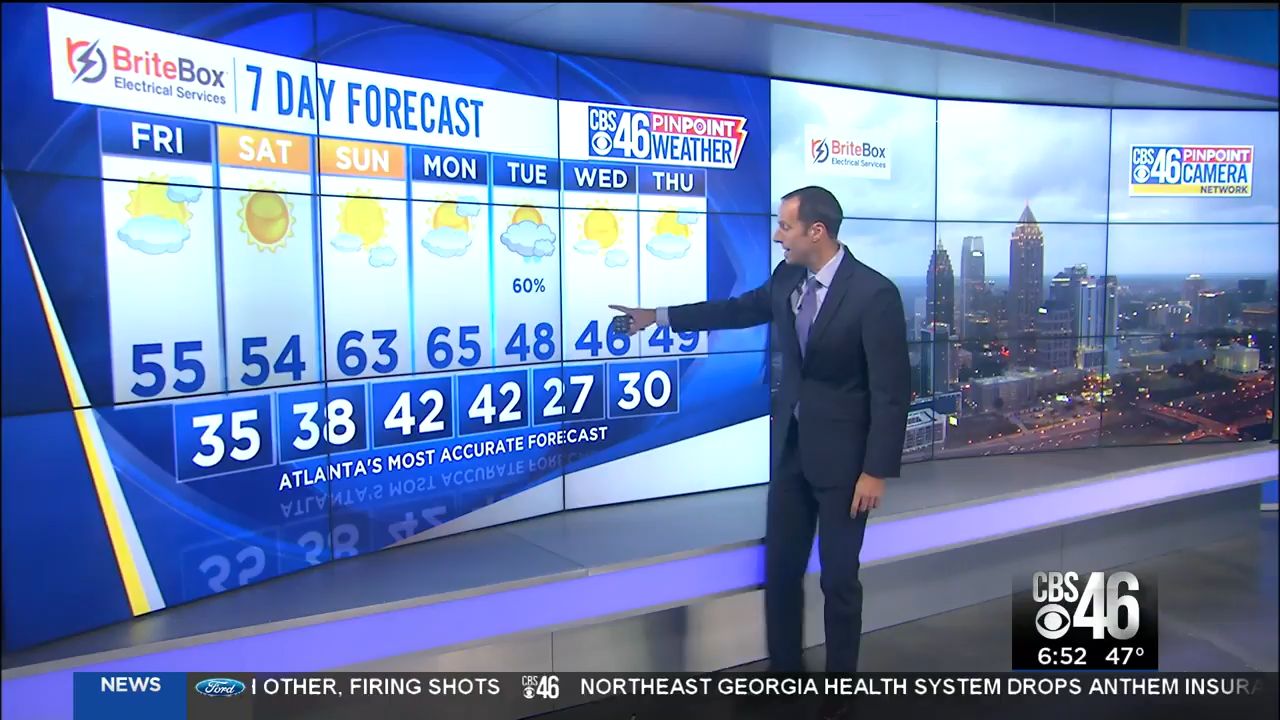 BriteBox
Electrical Services
7 DAY FORECAST
CBS 46 PINPOINT WEATHER
FRI SAT SUN MON TUE WED THU
60%
55 54 63 65 48 46 49
35 38 42 42 27 30
ATLANTA'S MOST ACCURATE FORECAST
BriteBox
Electrical Services
CBS 46 PINPOINT CAMERA
NETWORK
CBS 46
6:52 47°
NEWS Ford OTHER, FIRING SHOTS CBS 46 NORTHEAST GEORGIA HEALTH SYSTEM DROPS ANTHEM INSURA